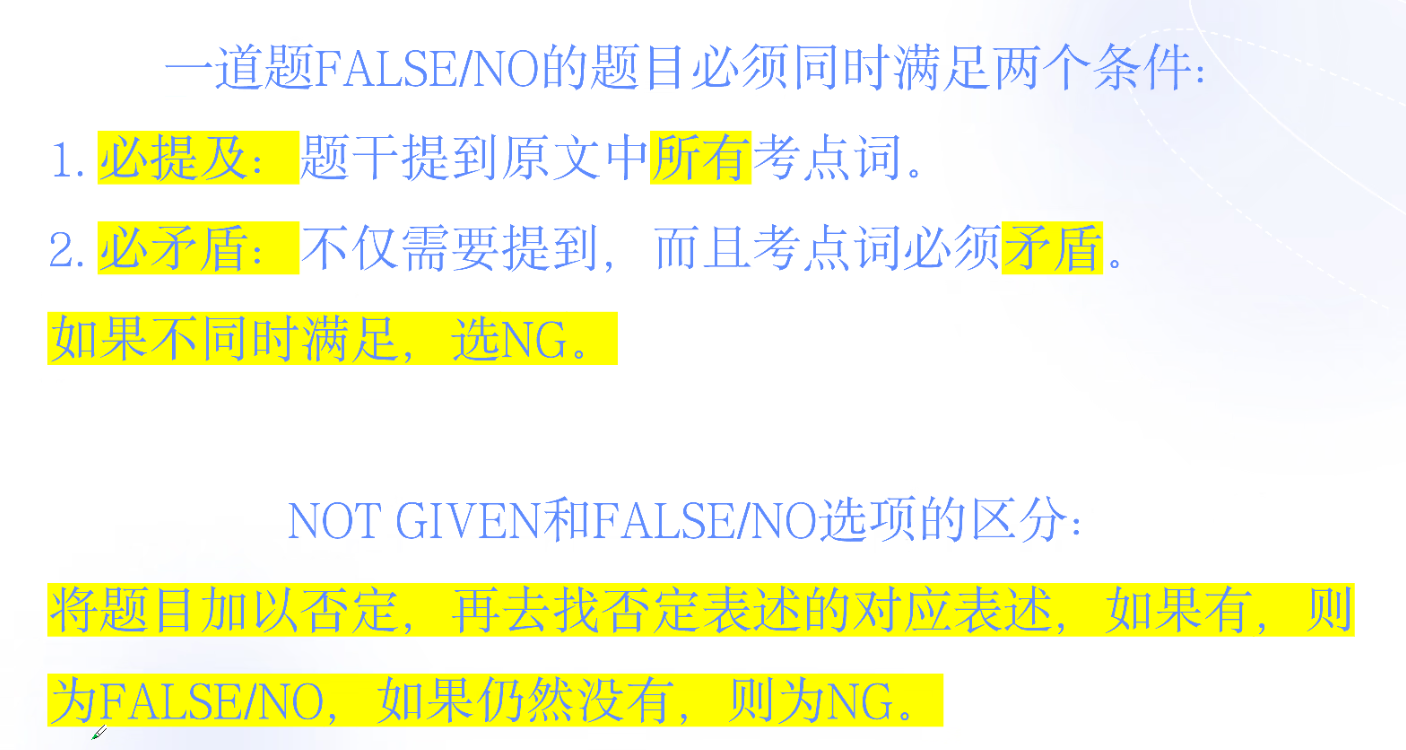 一道题FALSE/NO的题目必须同时满足两个条件:
1. 必提及: 题干提到原文中所有考点词。
2. 必矛盾: 不仅需要提到, 而且考点词必须矛盾。
如果不同时满足, 选NG。
NOT GIVEN和FALSE/NO选项的区分:
将题目加以否定, 再去找否定表述的对应表述, 如果有, 则
为FALSE/NO, 如果仍然没有, 则为NG。